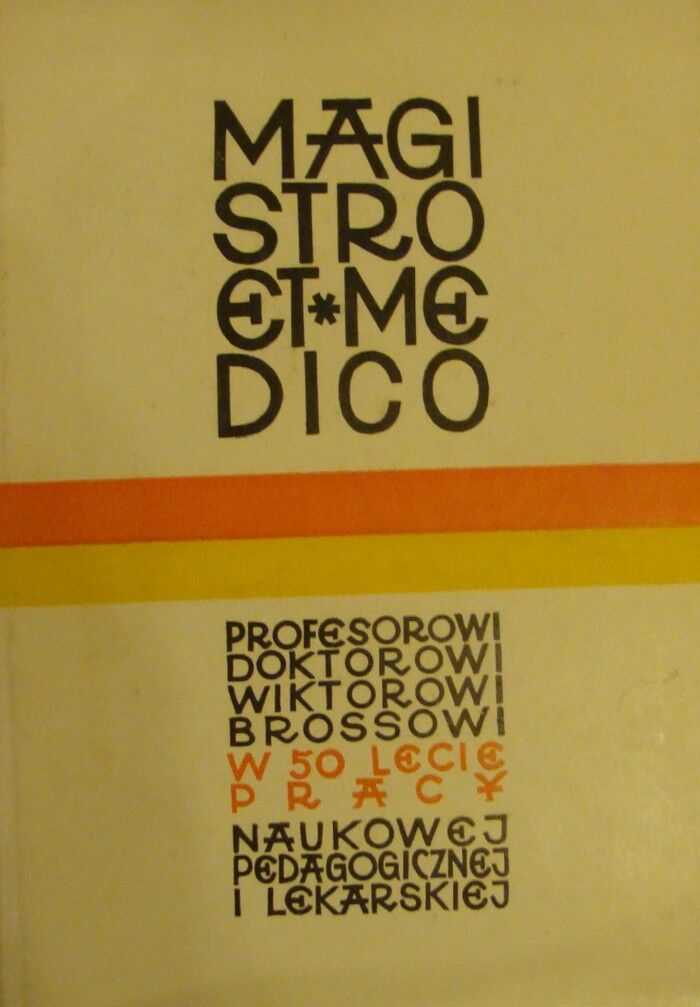 MAGI
STRO
ET*ME
DICO
PROFESOROWI
DOKTOROWI
WIKTOROWI
BROSSOWI
W 50 LECIE
PRACY
NAUKOWEJ
PEDAGOGICZNEJ
I LEKARSKIEJ